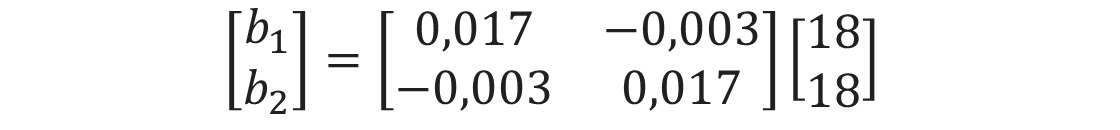 [b₁ b₂] = [0,017 −0,003 −0,003 0,017] [18 18]